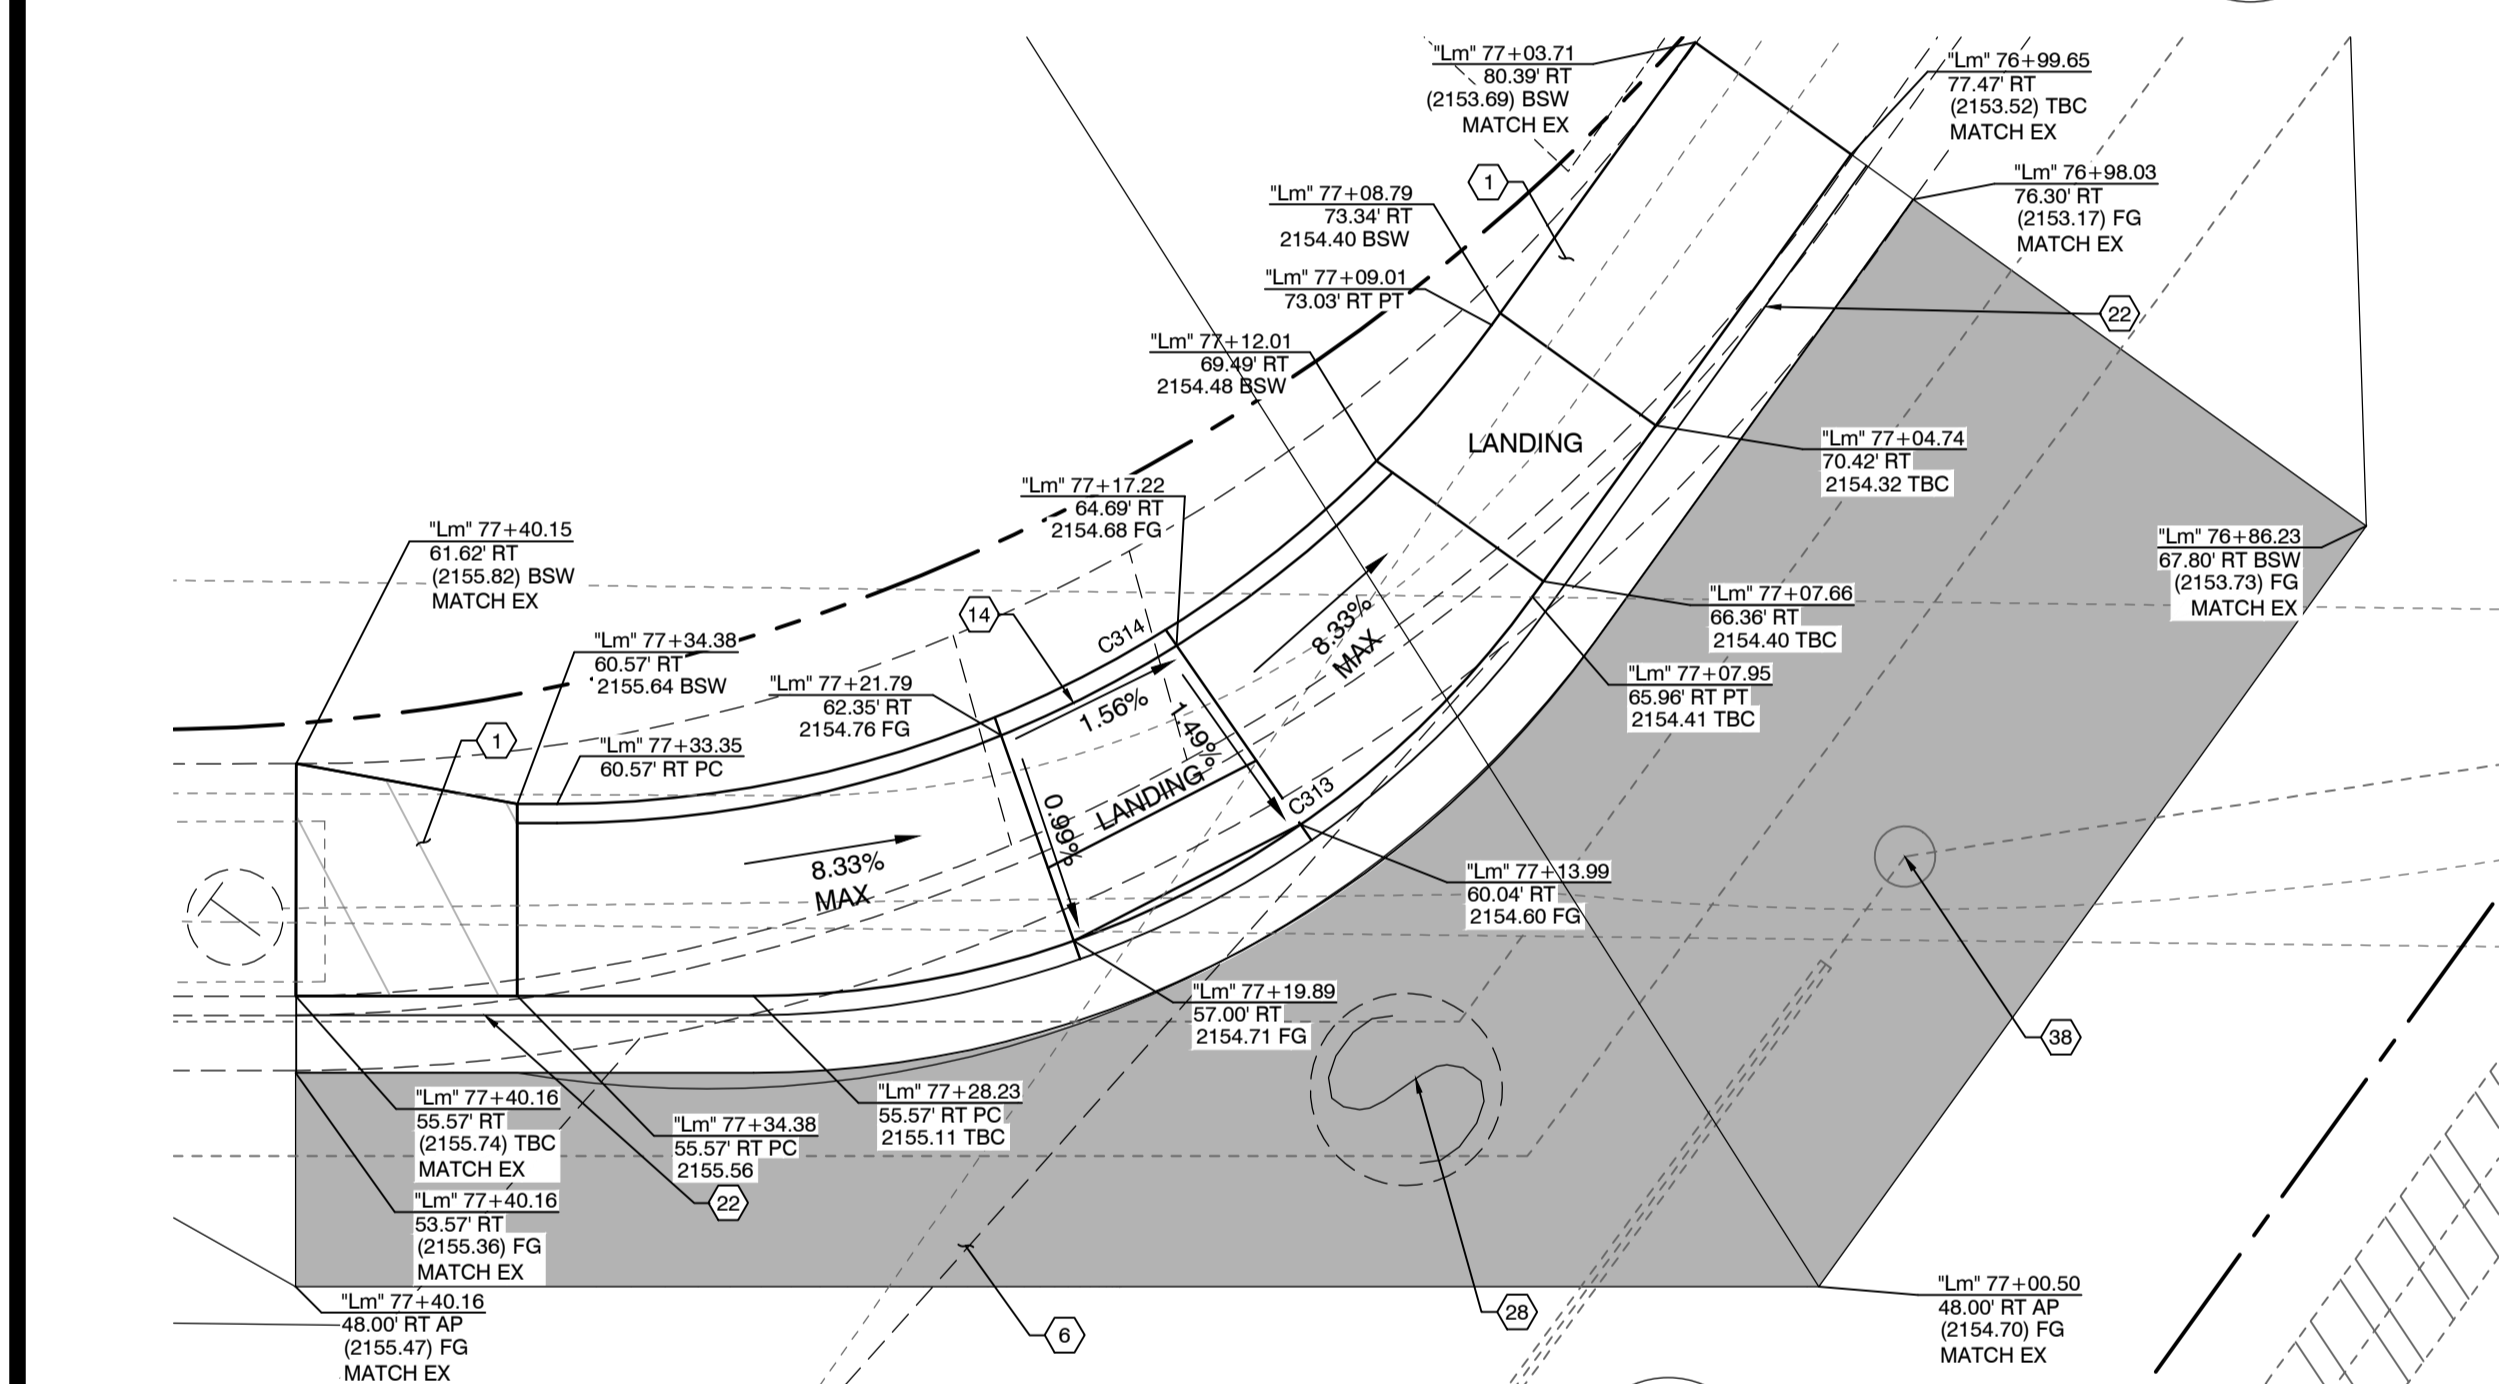 "Lm" 77+03.71
80.39' RT
(2153.69) BSW
MATCH EX
"Lm" 76+99.65
77.47' RT
(2153.52) TBC
MATCH EX
1
"Lm" 76+98.03
76.30' RT
(2153.17) FG
MATCH EX
"Lm" 77+08.79
73.34' RT
2154.40 BSW
"Lm" 77+09.01
73.03' RT PT
22
"Lm" 77+12.01
69.49' RT
2154.48 BSW
LANDING
"Lm" 77+04.74
70.42' RT
2154.32 TBC
"Lm" 77+17.22
64.69' RT
2154.68 FG
"Lm" 76+86.23
67.80' RT BSW
(2153.73) FG
MATCH EX
"Lm" 77+40.15
61.62' RT
(2155.82) BSW
MATCH EX
14
C314
8.33%
MAX
"Lm" 77+07.66
66.36' RT
2154.40 TBC
"Lm" 77+34.38
60.57' RT
2155.64 BSW
"Lm" 77+21.79
62.35' RT
2154.76 FG
1.56%
1.49%
"Lm" 77+07.95
65.96' RT PT
2154.41 TBC
1
"Lm" 77+33.35
60.57' RT PC
LANDING
C313
0.99%
8.33%
MAX
"Lm" 77+13.99
60.04' RT
2154.60 FG
"Lm" 77+19.89
57.00' RT
2154.71 FG
38
"Lm" 77+40.16
55.57' RT
(2155.74) TBC
MATCH EX
"Lm" 77+34.38
55.57' RT PC
2155.56
"Lm" 77+28.23
55.57' RT PC
2155.11 TBC
22
"Lm" 77+40.16
53.57' RT
(2155.36) FG
MATCH EX
"Lm" 77+40.16
48.00' RT AP
(2155.47) FG
MATCH EX
6
28
"Lm" 77+00.50
48.00' RT AP
(2154.70) FG
MATCH EX